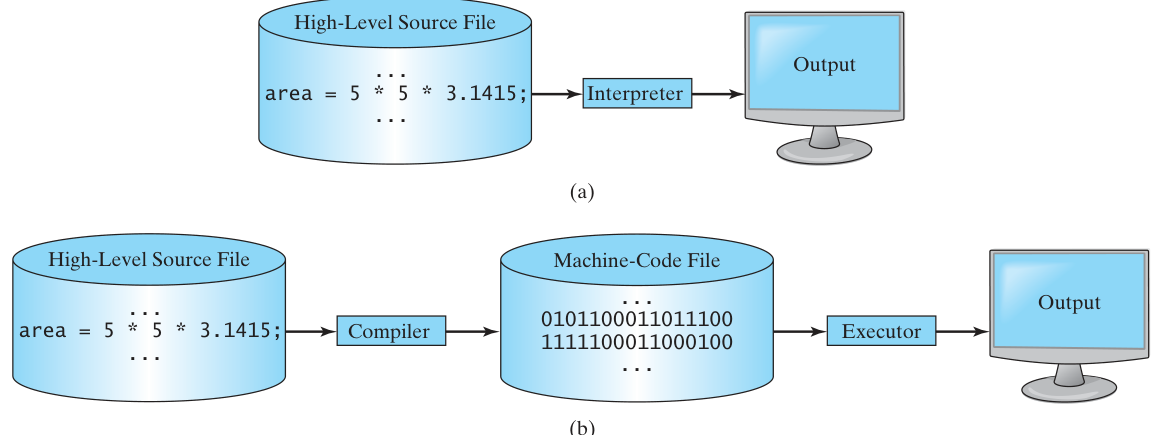 High-Level Source File
...
area = 5 * 5 * 3.1415;
...
Interpreter
Output
(a)
High-Level Source File
...
area = 5 * 5 * 3.1415;
...
Compiler
Machine-Code File
...
0101100011011100
1111100011000100
...
Executor
Output
(b)